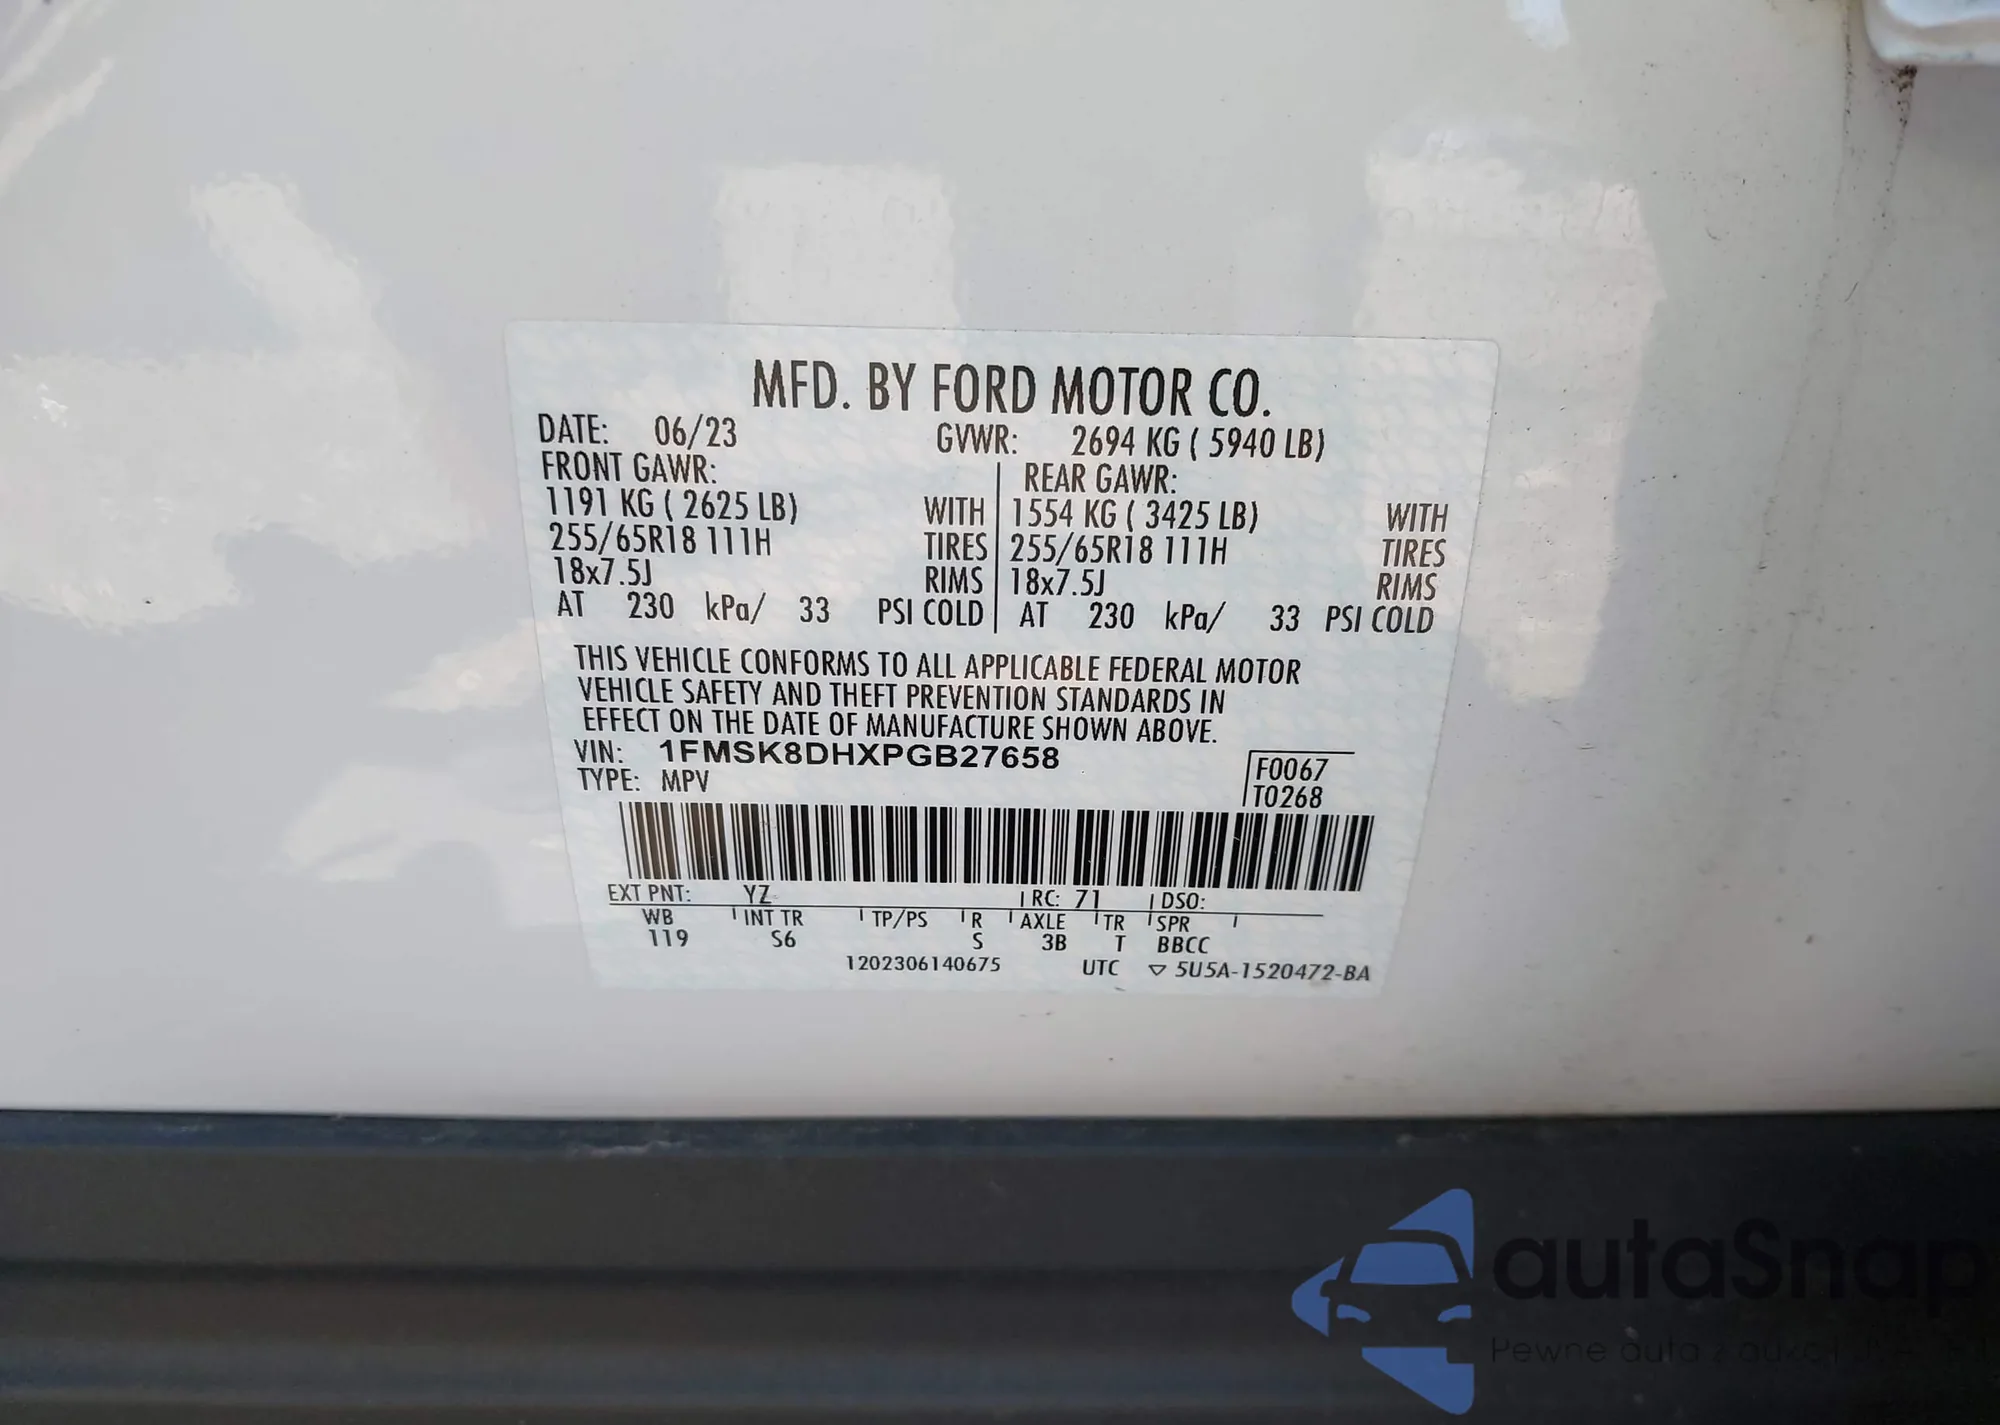 MFD. BY FORD MOTOR CO.
DATE: 06/23 GVWR: 2694 KG ( 5940 LB)
FRONT GAWR: REAR GAWR:
1191 KG ( 2625 LB) WITH 1554 KG ( 3425 LB) WITH
255/65R18 111H TIRES 255/65R18 111H TIRES
18x7.5J RIMS 18x7.5J RIMS
AT 230 kPa/ 33 PSI COLD AT 230 kPa/ 33 PSI COLD
THIS VEHICLE CONFORMS TO ALL APPLICABLE FEDERAL MOTOR
VEHICLE SAFETY AND THEFT PREVENTION STANDARDS IN
EFFECT ON THE DATE OF MANUFACTURE SHOWN ABOVE.
VIN: 1FMSK8DHXPGB27658
TYPE: MPV
F0067
T0268
EXT PNT: YZ RC: 71 DSO:
WB INT TR TP/PS R AXLE TR SPR
119 S6 S 3B T BBCC
1202306140675 UTC ▽ 5U5A-1520472-BA
autaSnap
Pewne auta z